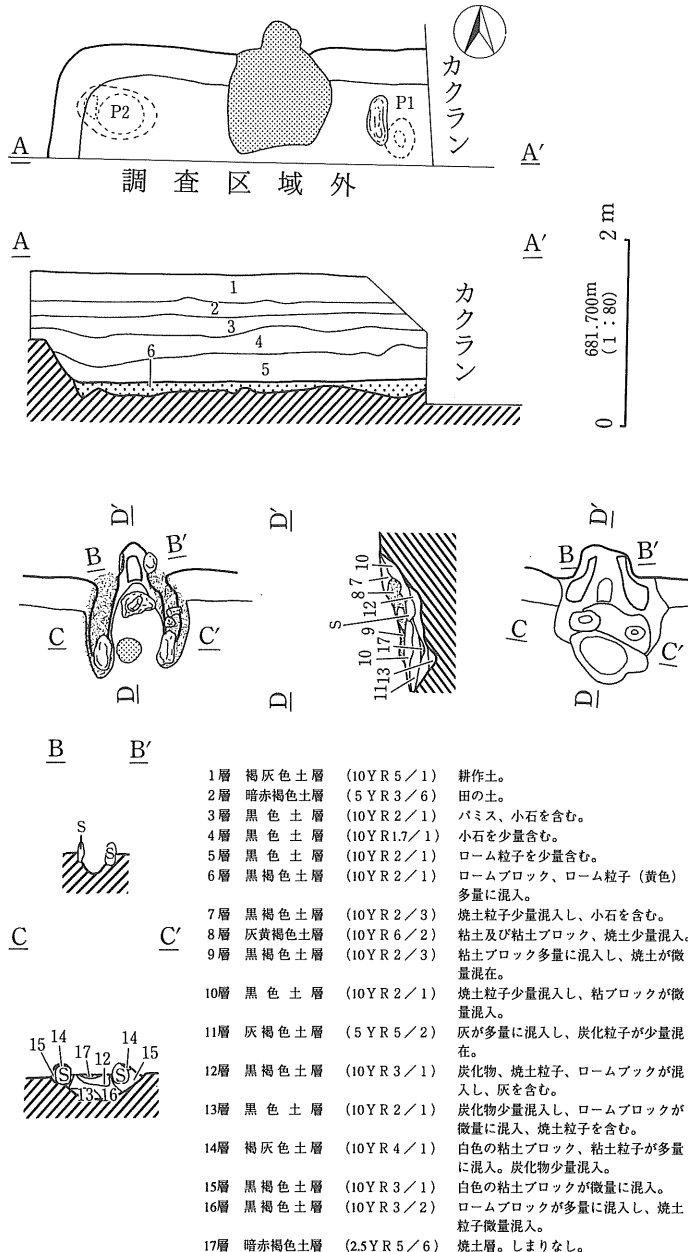 カクラン
P2
P1
A
A′
調査区域外
A
A′
1
2
3
4
5
6
カクラン
2m
681.700m
(1:80)
0
D′
B
B′
C
C′
D
D′
10
7
8
12
S
9
17
10
13
11
D
D′
B
B′
C
C′
D
B
B′
S
S
C
C′
15
14
17
12
14
15
S
S
13
16
1層 褐灰色土層 (10YR5/1) 耕作土。
2層 暗赤褐色土層 (5YR3/6) 田の土。
3層 黒色土層 (10YR2/1) パミス、小石を含む。
4層 黒色土層 (10YR1.7/1) 小石を少量含む。
5層 黒色土層 (10YR2/1) ローム粒子を少量含む。
6層 黒褐色土層 (10YR2/1) ロームブロック、ローム粒子(黄色)
多量に混入。
7層 黒褐色土層 (10YR2/3) 焼土粒子少量混入し、小石を含む。
8層 灰黄褐色土層 (10YR6/2) 粘土及び粘土ブロック、焼土少量混入。
9層 黒褐色土層 (10YR2/3) 粘土ブロック多量に混入し、焼土が微
量混在。
10層 黒色土層 (10YR2/1) 焼土粒子少量混入し、粘ブロックが微
量混入。
11層 灰褐色土層 (5YR5/2) 灰が多量に混入し、炭化粒子が少量混
在。
12層 黒褐色土層 (10YR3/1) 炭化物、焼土粒子、ロームブックが混
入し、灰を含む。
13層 黒色土層 (10YR2/1) 炭化物少量混入し、ロームブロックが
微量に混入、焼土粒子を含む。
14層 褐灰色土層 (10YR4/1) 白色の粘土ブロック、粘土粒子が多量
に混入。炭化物少量混入。
15層 黒褐色土層 (10YR3/1) 白色の粘土ブロックが微量に混入。
16層 黒褐色土層 (10YR3/2) ロームブロックが多量に混入し、焼土
粒子微量混入。
17層 暗赤褐色土層 (2.5YR5/6) 焼土層。しまりなし。